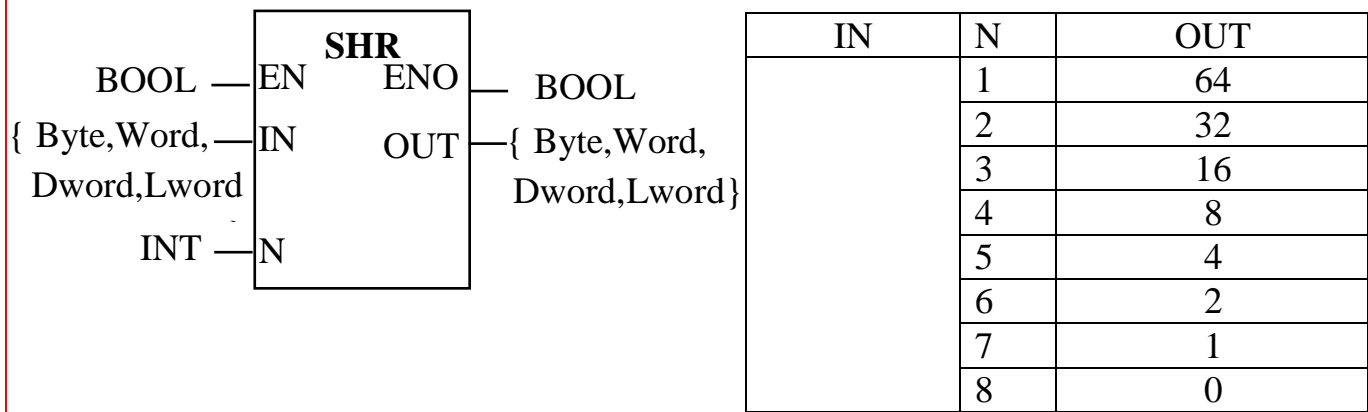 SHR
BOOL EN ENO BOOL
{ Byte,Word, IN OUT { Byte,Word,
Dword,Lword Dword,Lword}
INT N
IN N OUT
1 64
2 32
3 16
4 8
5 4
6 2
7 1
8 0